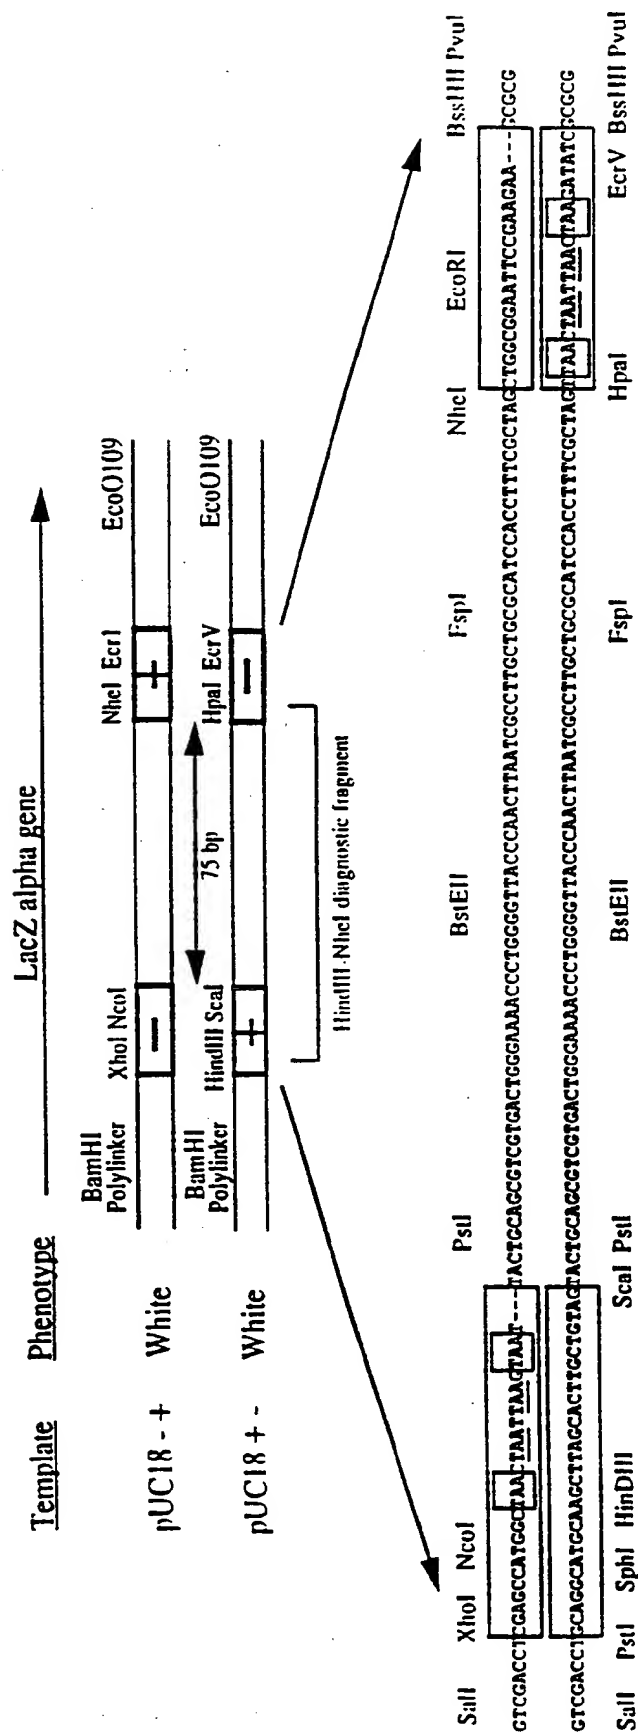 LacZ alpha gene
Template Phenotype
BamHI Polylinker XhoI NcoI NheI EcrI EcoO109
pUC18 - + White − +
75 bp
BamHI Polylinker HindIII ScaI HpaI EcrV EcoO109
pUC18 + - White + −
HindIII-NheI diagnostic fragment
SalI XhoI NcoI PstI BstEII FspI NheI EcoRI BssHII PvuI
GTCGACCTCGAGCCATGGCTAACTAATTAAGTAAT---TACTGCAGCGTCGTGACTGGGAAAACCCTGGGGTTACCCAACTTAATCGCCTTGCTGCGCATCCACCTTTCGCTAGCTGGCGGAATTCCGAAGAA---GCGCG
GTCGACCTGCAGGCATGCAAGCTTAGCACTTGCTGTAGTACTGCAGCGTCGTGACTGGGAAAACCCTGGGGTTACCCAACTTAATCGCCTTGCTGCGCATCCACCTTTCGCTAGTTAACTAATTAACTAAGATATCGCGCG
SalI PstI SphI HinDIII ScaI PstI BstEII FspI HpaI EcrV BssHII PvuI